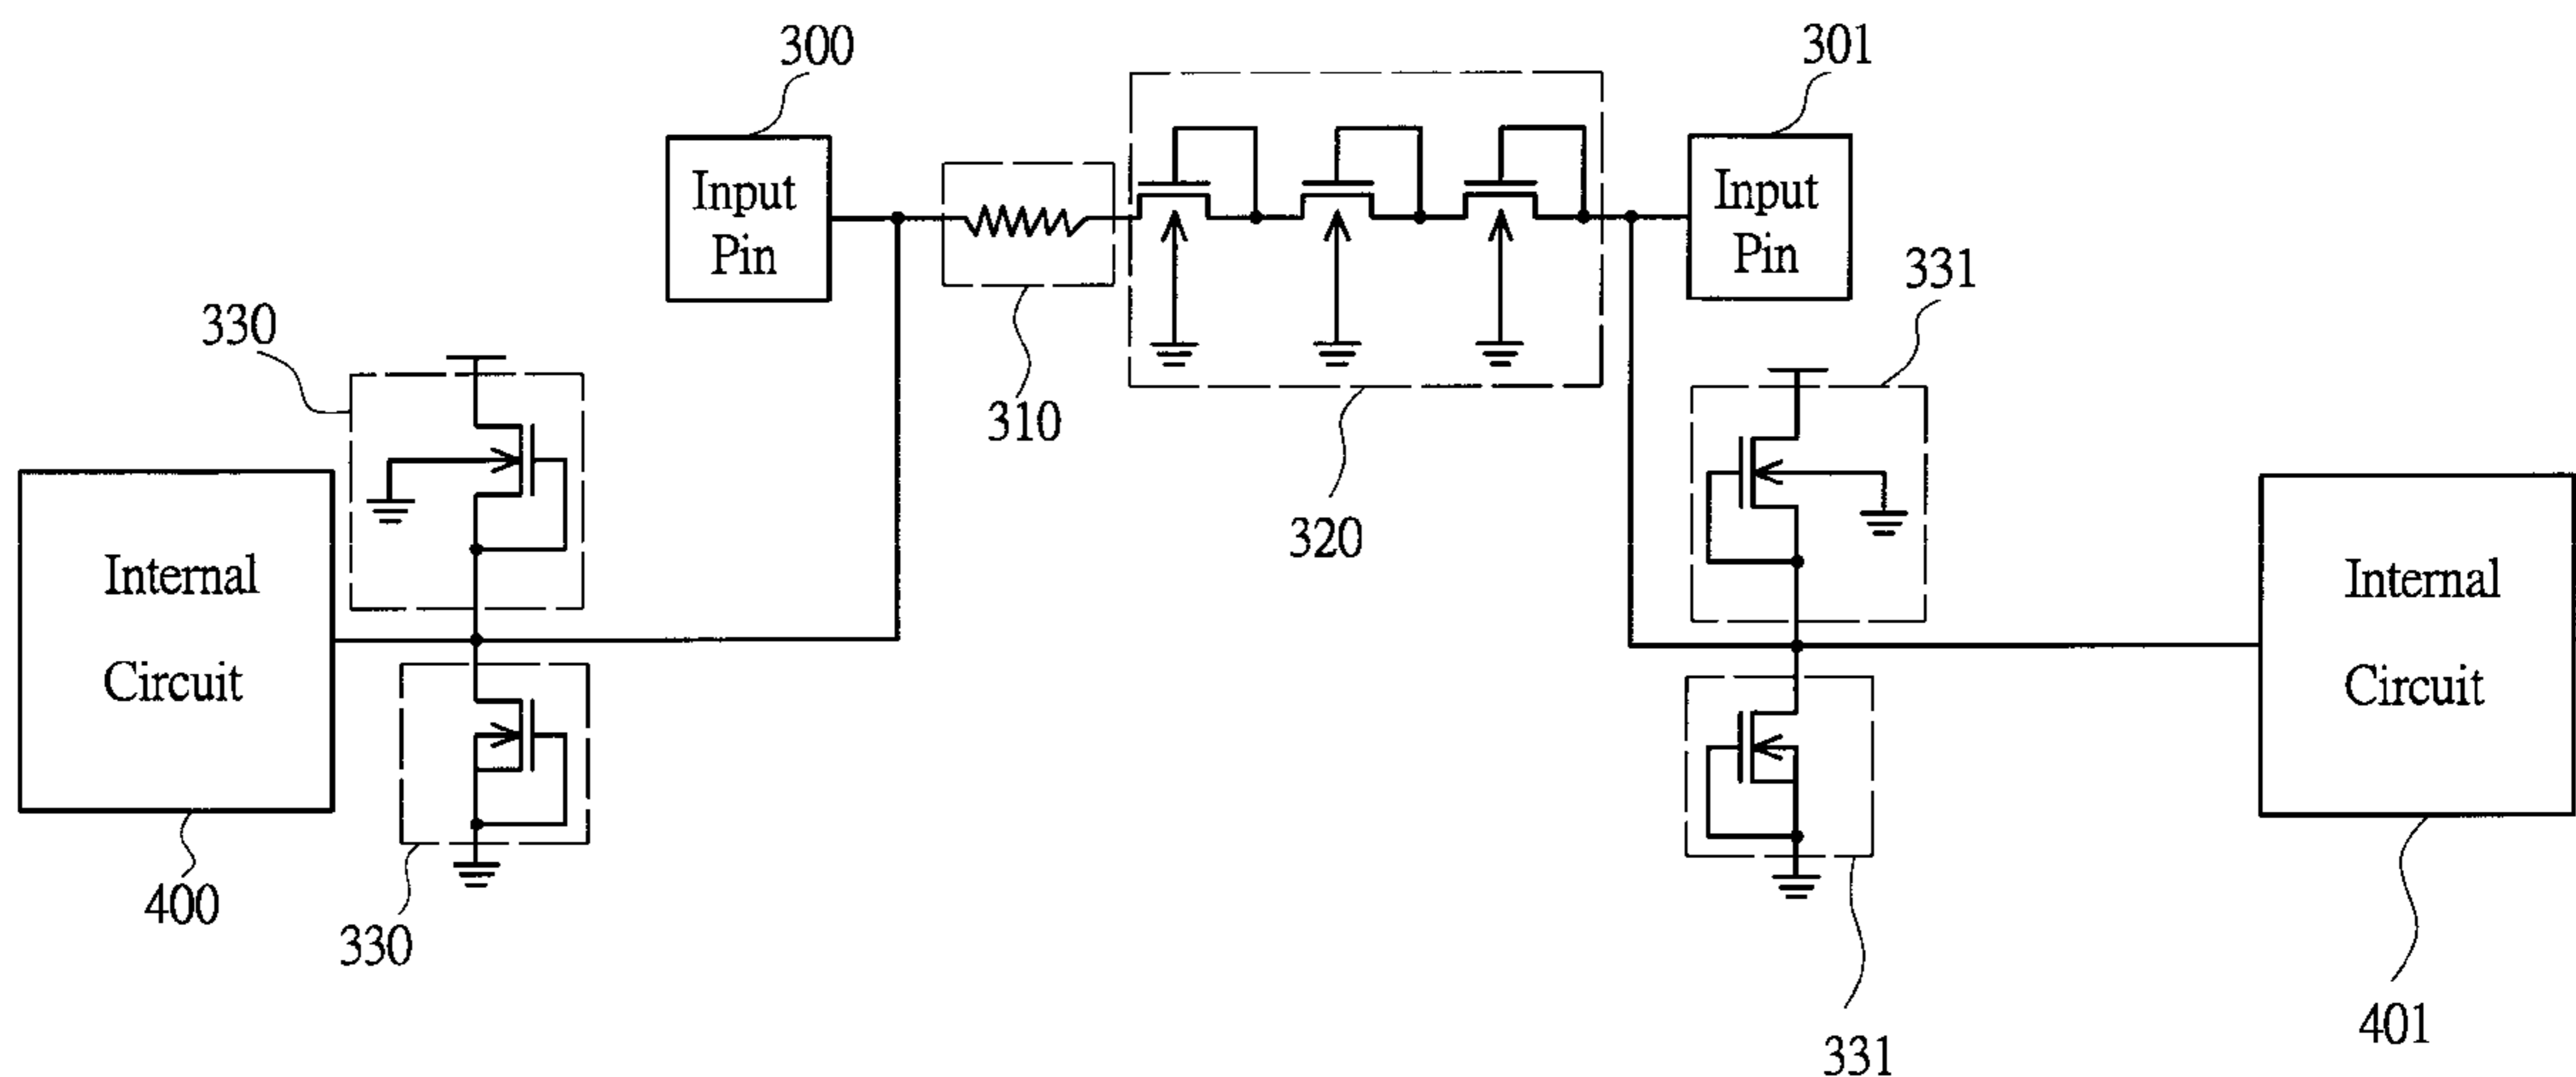 300
301
Input
Pin
Input
Pin
331
330
310
320
Internal
Circuit
Internal
Circuit
400
330
401
331